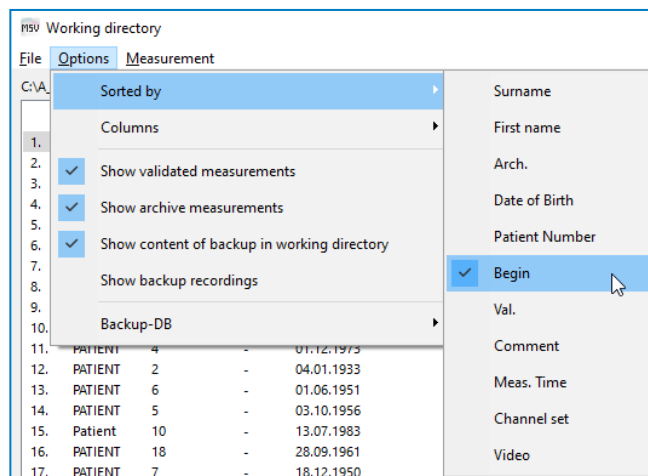 MSV Working directory
File Options Measurement
C:\A_
Sorted by
Columns
Show validated measurements
Show archive measurements
Show content of backup in working directory
Show backup recordings
Backup-DB
Surname
First name
Arch.
Date of Birth
Patient Number
Begin
Val.
Comment
Meas. Time
Channel set
Video
1.
2.
3.
4.
5.
6.
7.
8.
9.
10.
11. PATIENT 4 - 01.12.1973
12. PATIENT 2 - 04.01.1933
13. PATIENT 6 - 01.06.1951
14. PATIENT 5 - 03.10.1956
15. Patient 10 - 13.07.1983
16. PATIENT 18 - 28.09.1961
17. PATIENT 7 - 18.12.1950